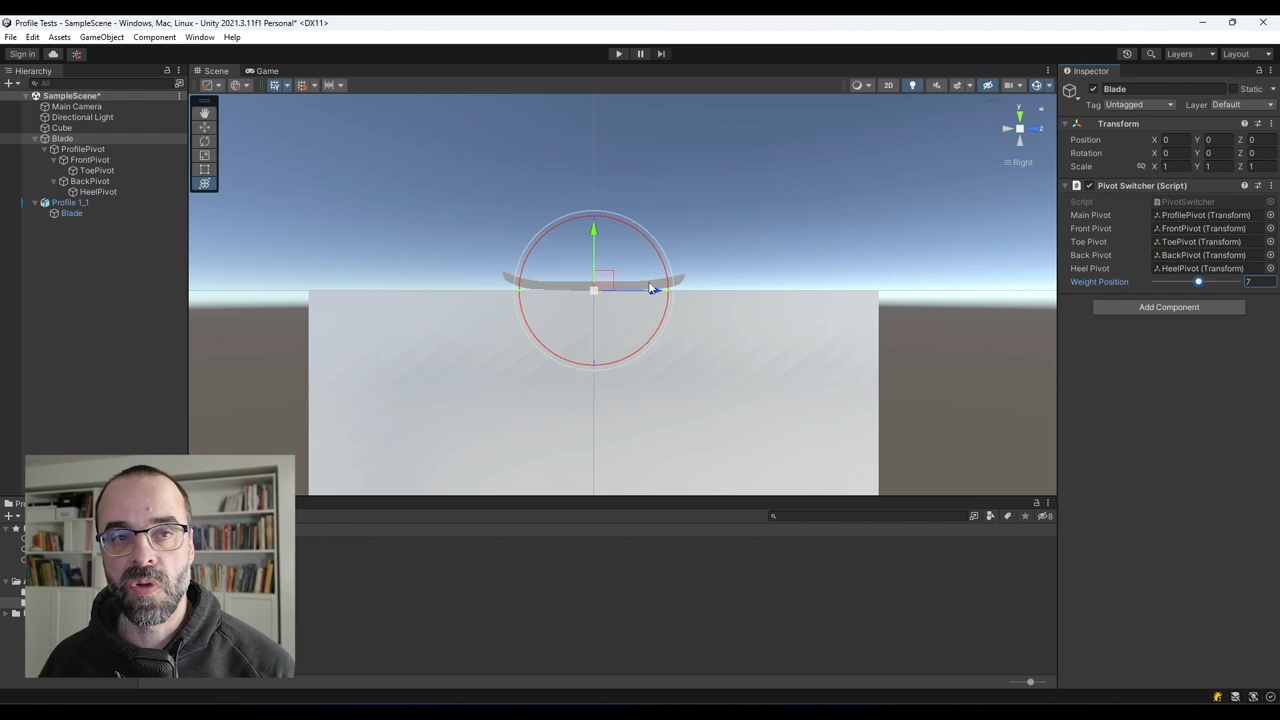 Profile Tests - SampleScene - Windows, Mac, Linux - Unity 2021.3.11f1 Personal* <DX11>
File Edit Assets GameObject Component Window Help
Sign in Layers Layout
Hierarchy Scene Game Inspector
All 2D
SampleScene*
Main Camera
Directional Light
Cube
Blade
ProfilePivot
FrontPivot
ToePivot
BackPivot
HeelPivot
Profile 1_1
Blade
y
z
Right
Blade Static
Tag Untagged Layer Default
Transform
Position X 0 Y 0 Z 0
Rotation X 0 Y 0 Z 0
Scale X 1 Y 1 Z 1
Pivot Switcher (Script)
Script PivotSwitcher
Main Pivot ProfilePivot (Transform)
Front Pivot FrontPivot (Transform)
Toe Pivot ToePivot (Transform)
Back Pivot BackPivot (Transform)
Heel Pivot HeelPivot (Transform)
Weight Position 7
Add Component
8